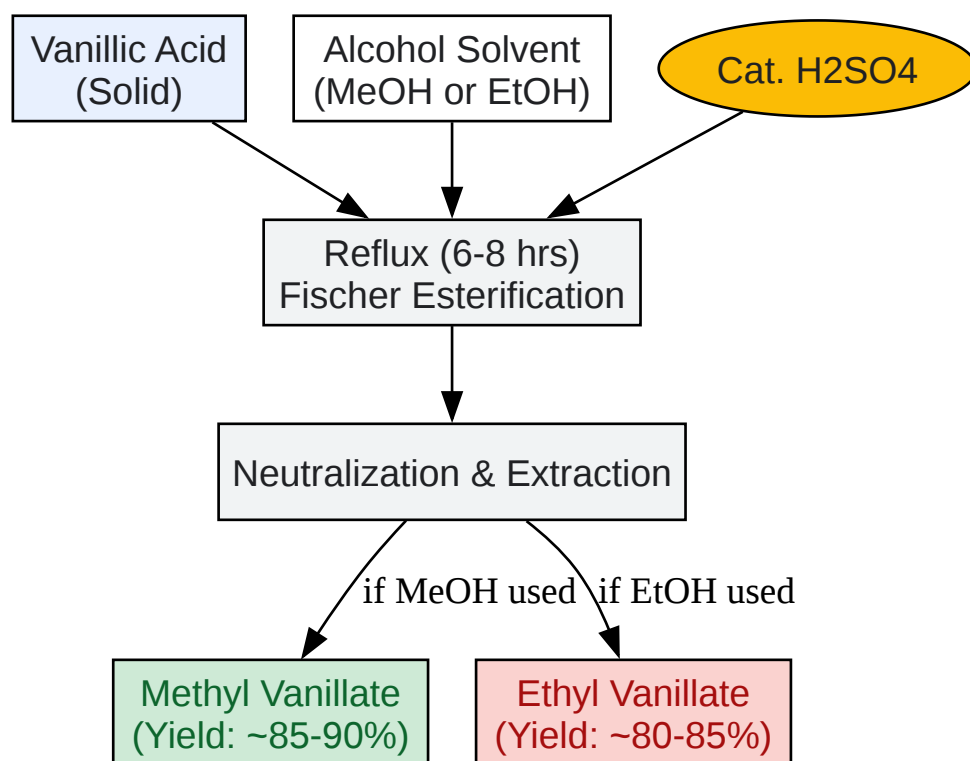 Vanillic Acid
(Solid)
Alcohol Solvent
(MeOH or EtOH)
Cat. H2SO4
Reflux (6-8 hrs)
Fischer Esterification
Neutralization & Extraction
if MeOH used
if EtOH used
Methyl Vanillate
(Yield: ~85-90%)
Ethyl Vanillate
(Yield: ~80-85%)